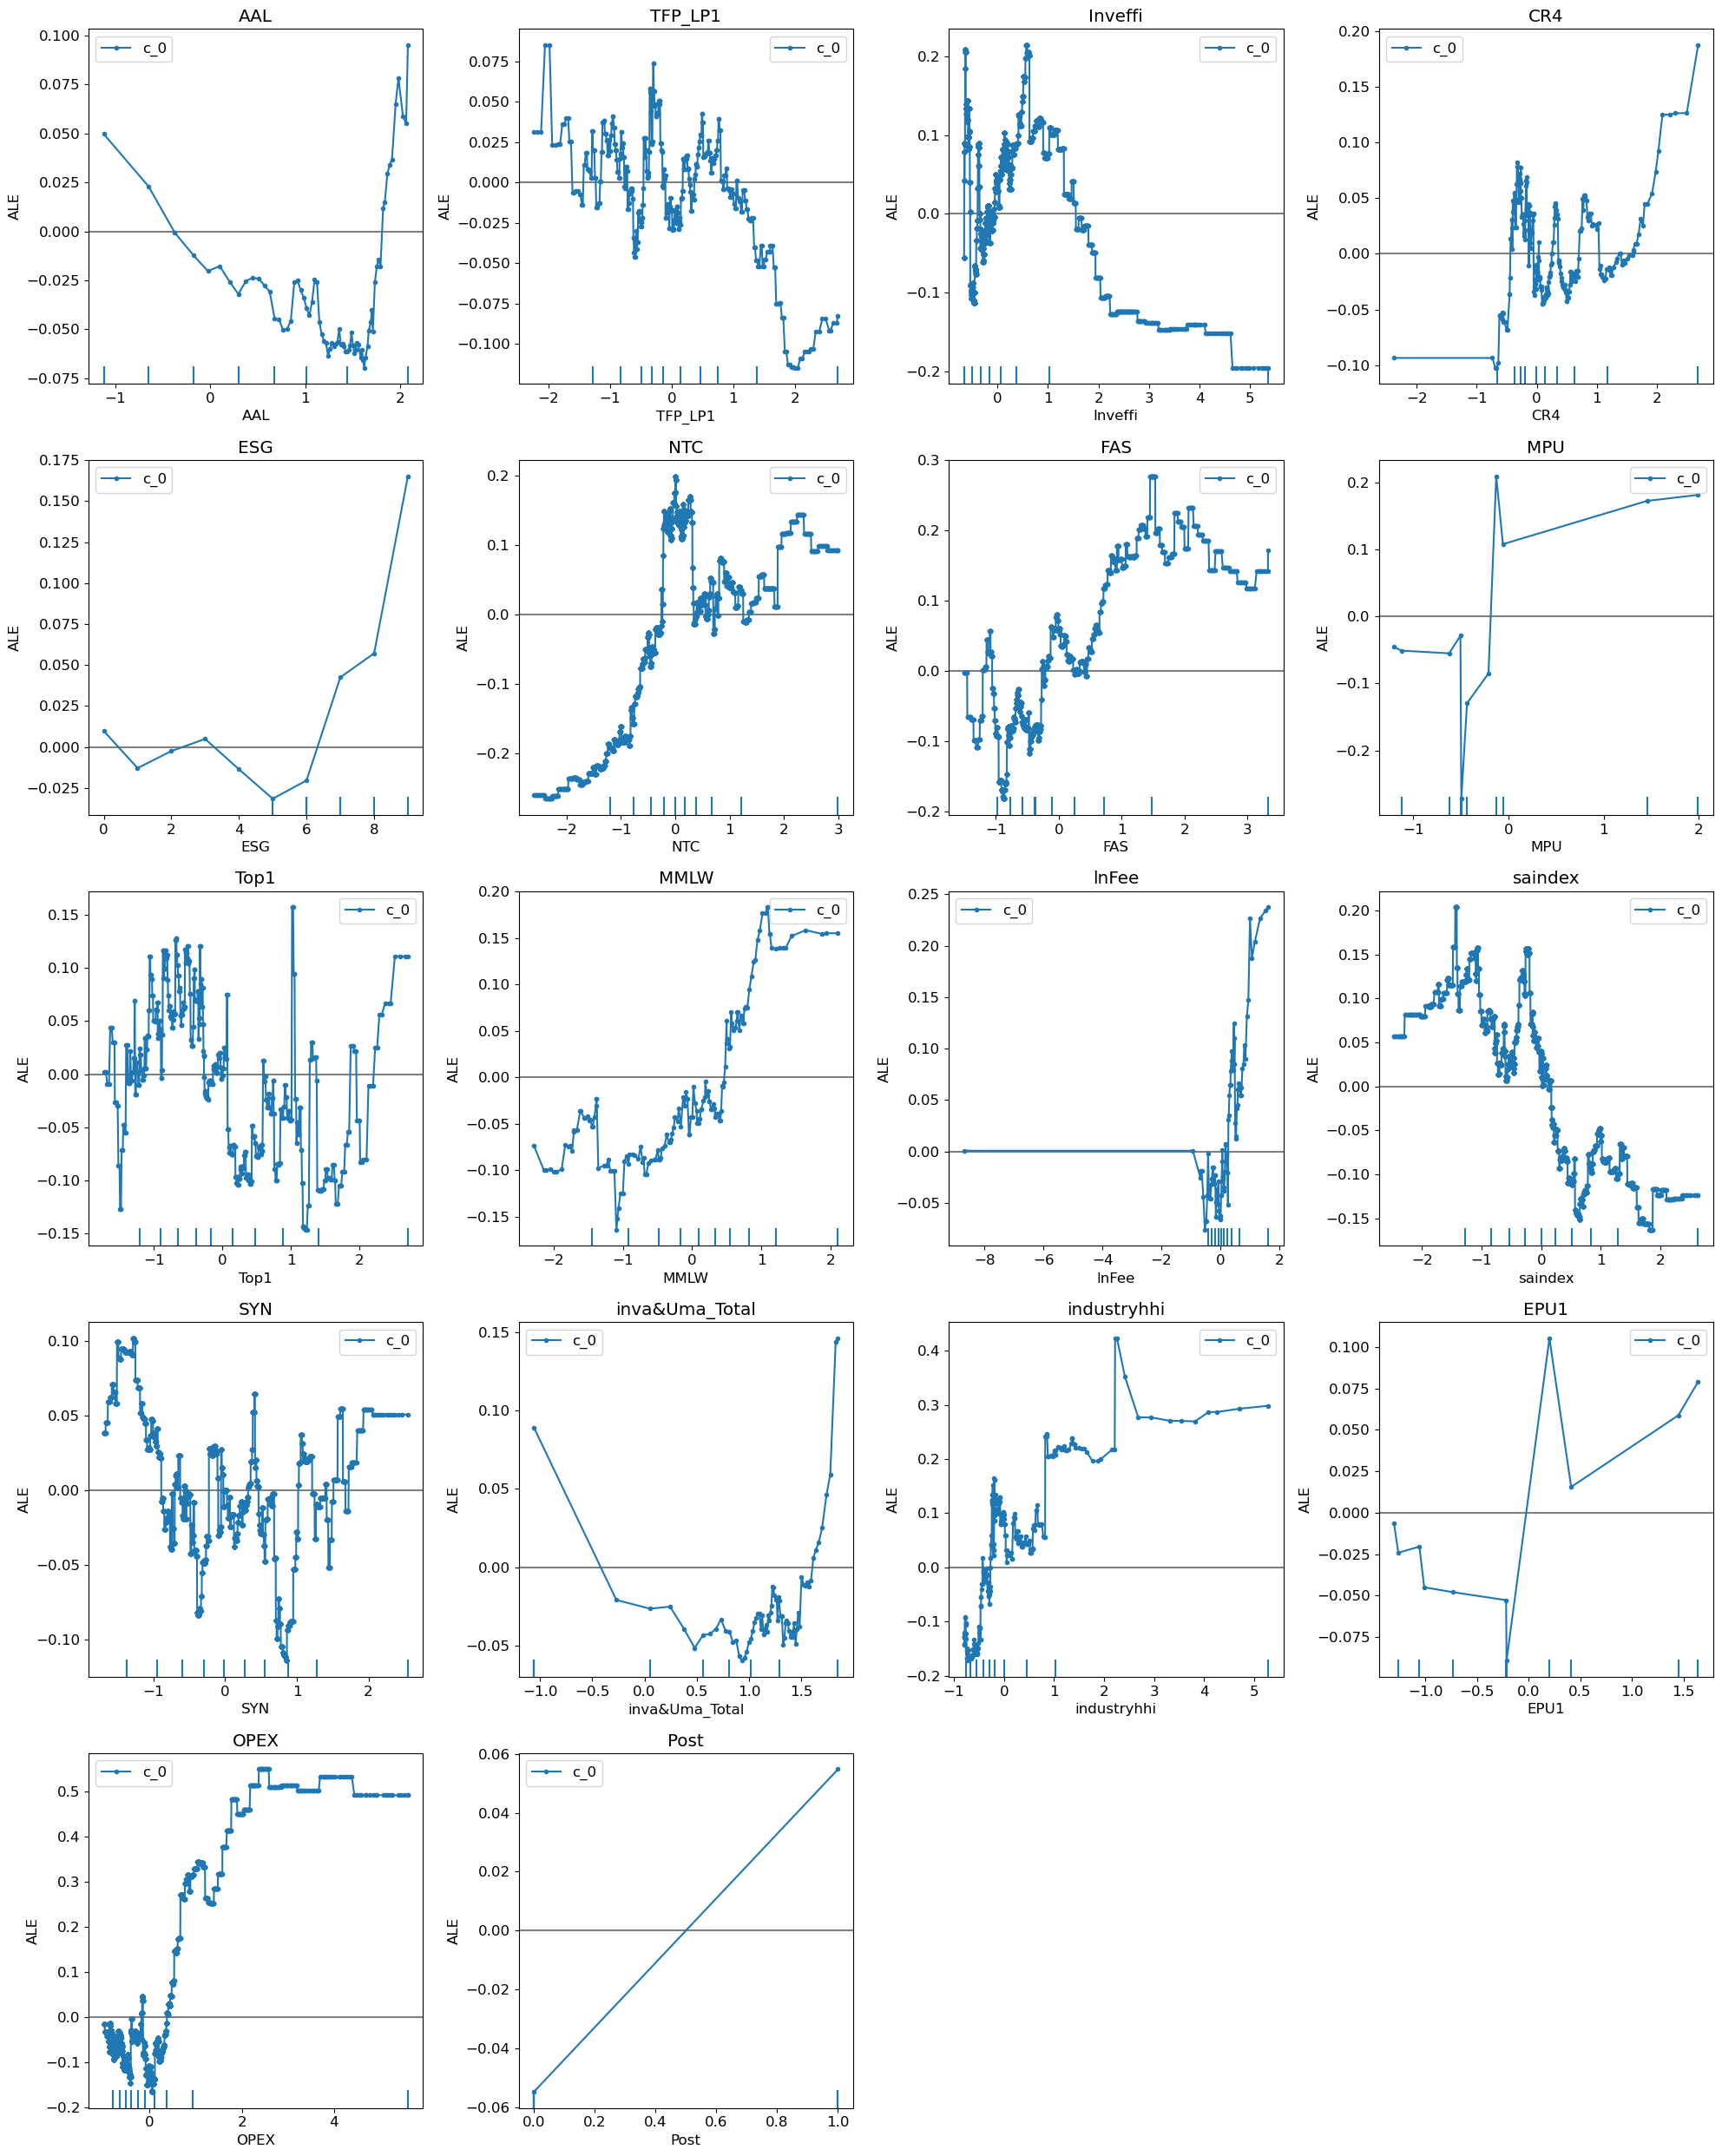 AAL
c_0
0.100
0.075
0.050
0.025
0.000
−0.025
−0.050
−0.075
ALE
−1 0 1 2
AAL
TFP_LP1
c_0
0.075
0.050
0.025
0.000
−0.025
−0.050
−0.075
−0.100
ALE
−2 −1 0 1 2
TFP_LP1
Inveffi
c_0
0.2
0.1
0.0
−0.1
−0.2
ALE
0 1 2 3 4 5
Inveffi
CR4
c_0
0.20
0.15
0.10
0.05
0.00
−0.05
−0.10
ALE
−2 −1 0 1 2
CR4
ESG
c_0
0.175
0.150
0.125
0.100
0.075
0.050
0.025
0.000
−0.025
ALE
0 2 4 6 8
ESG
NTC
c_0
0.2
0.1
0.0
−0.1
−0.2
ALE
−2 −1 0 1 2 3
NTC
FAS
c_0
0.3
0.2
0.1
0.0
−0.1
−0.2
ALE
−1 0 1 2 3
FAS
MPU
c_0
0.2
0.1
0.0
−0.1
−0.2
ALE
−1 0 1 2
MPU
Top1
c_0
0.15
0.10
0.05
0.00
−0.05
−0.10
−0.15
ALE
−1 0 1 2
Top1
MMLW
c_0
0.20
0.15
0.10
0.05
0.00
−0.05
−0.10
−0.15
ALE
−2 −1 0 1 2
MMLW
lnFee
c_0
0.25
0.20
0.15
0.10
0.05
0.00
−0.05
ALE
−8 −6 −4 −2 0 2
lnFee
saindex
c_0
0.20
0.15
0.10
0.05
0.00
−0.05
−0.10
−0.15
ALE
−2 −1 0 1 2
saindex
SYN
c_0
0.10
0.05
0.00
−0.05
−0.10
ALE
−1 0 1 2
SYN
inva&Uma_Total
c_0
0.15
0.10
0.05
0.00
−0.05
ALE
−1.0 −0.5 0.0 0.5 1.0 1.5
inva&Uma_Total
industryhhi
c_0
0.4
0.3
0.2
0.1
0.0
−0.1
−0.2
ALE
−1 0 1 2 3 4 5
industryhhi
EPU1
c_0
0.100
0.075
0.050
0.025
0.000
−0.025
−0.050
−0.075
ALE
−1.0 −0.5 0.0 0.5 1.0 1.5
EPU1
OPEX
c_0
0.5
0.4
0.3
0.2
0.1
0.0
−0.1
−0.2
ALE
0 2 4
OPEX
Post
c_0
0.06
0.04
0.02
0.00
−0.02
−0.04
−0.06
ALE
0.0 0.2 0.4 0.6 0.8 1.0
Post